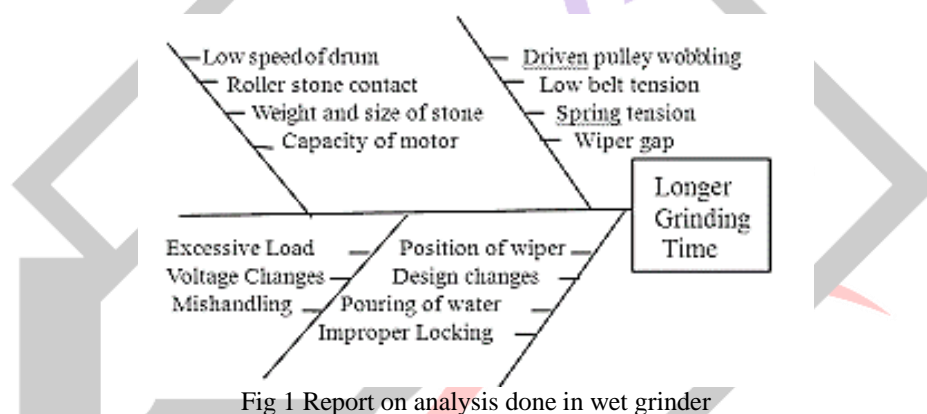 Low speed of drum
Roller stone contact
Weight and size of stone
Capacity of motor
Driven pulley wobbling
Low belt tension
Spring tension
Wiper gap
Longer
Grinding
Time
Excessive Load
Voltage Changes
Mishandling
Position of wiper
Design changes
Pouring of water
Improper Locking
Fig 1 Report on analysis done in wet grinder